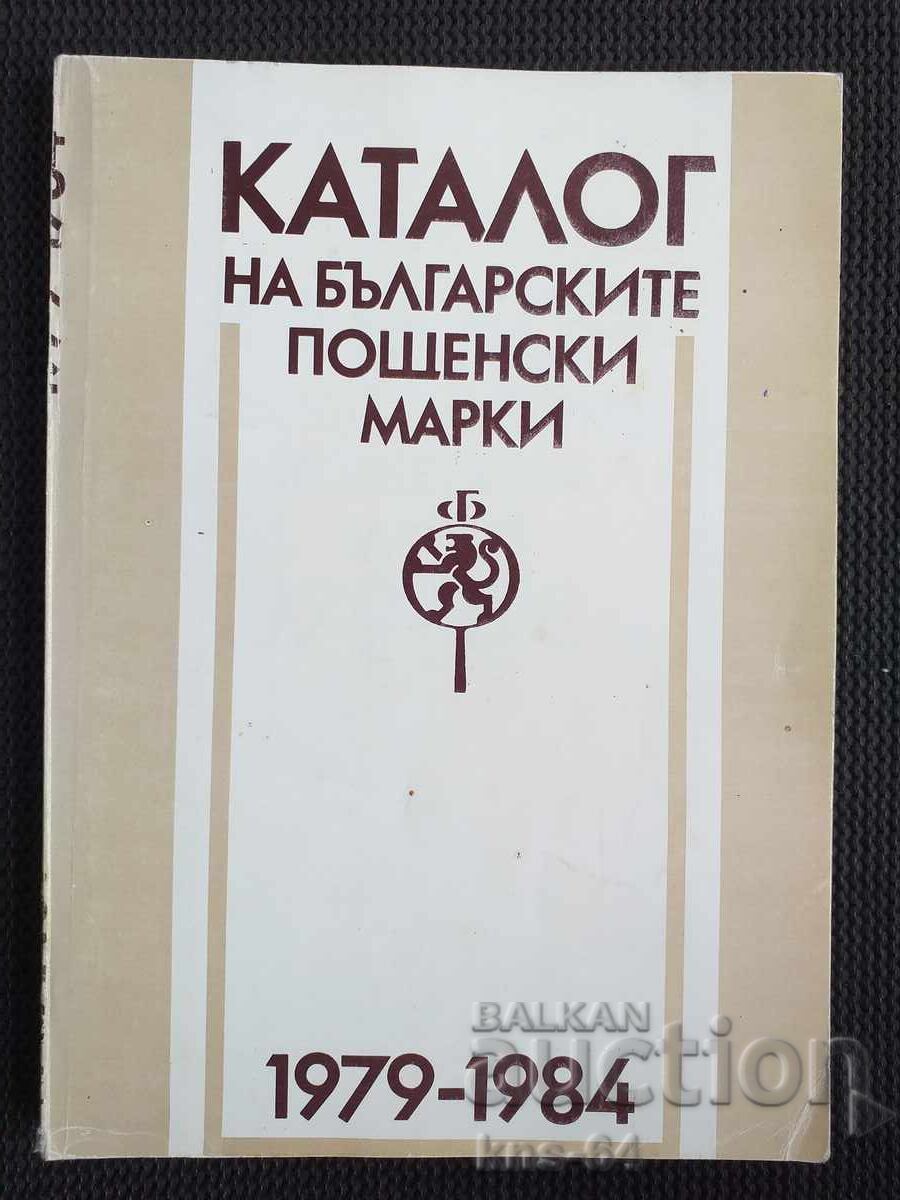 КАТАЛОГ
НА БЪЛГАРСКИТЕ
ПОЩЕНСКИ
МАРКИ
1979-1984
BALKAN
auction
kns-64